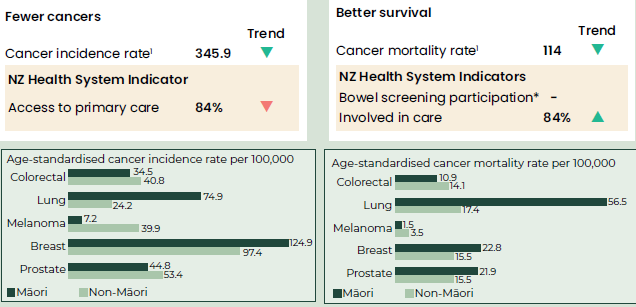 Fewer cancers
Trend
Cancer incidence rate¹ 345.9
NZ Health System Indicator
Access to primary care 84%
Better survival
Trend
Cancer mortality rate¹ 114
NZ Health System Indicators
Bowel screening participation* -
Involved in care 84%
Age-standardised cancer incidence rate per 100,000
Colorectal 34.5
40.8
Lung 74.9
24.2
Melanoma 7.2
39.9
Breast 124.9
97.4
Prostate 44.8
53.4
Māori Non-Māori
Age-standardised cancer mortality rate per 100,000
Colorectal 10.9
14.1
Lung 56.5
17.4
Melanoma 1.5
3.5
Breast 22.8
15.5
Prostate 21.9
15.5
Māori Non-Māori